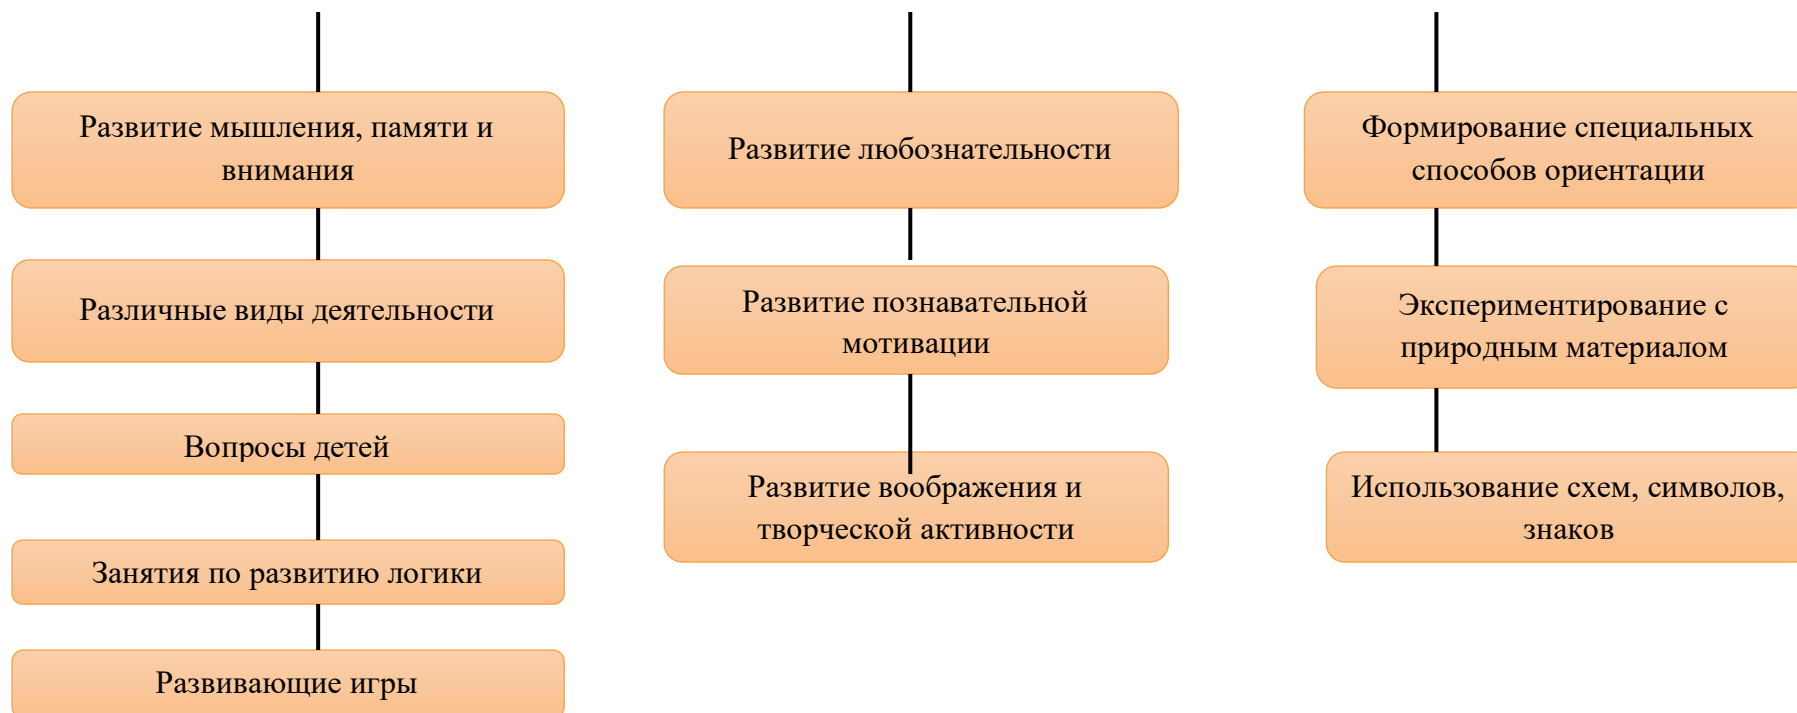 Развитие мышления, памяти и
внимания
Различные виды деятельности
Вопросы детей
Занятия по развитию логики
Развивающие игры
Развитие любознательности
Развитие познавательной
мотивации
Развитие воображения и
творческой активности
Формирование специальных
способов ориентации
Экспериментирование с
природным материалом
Использование схем, символов,
знаков